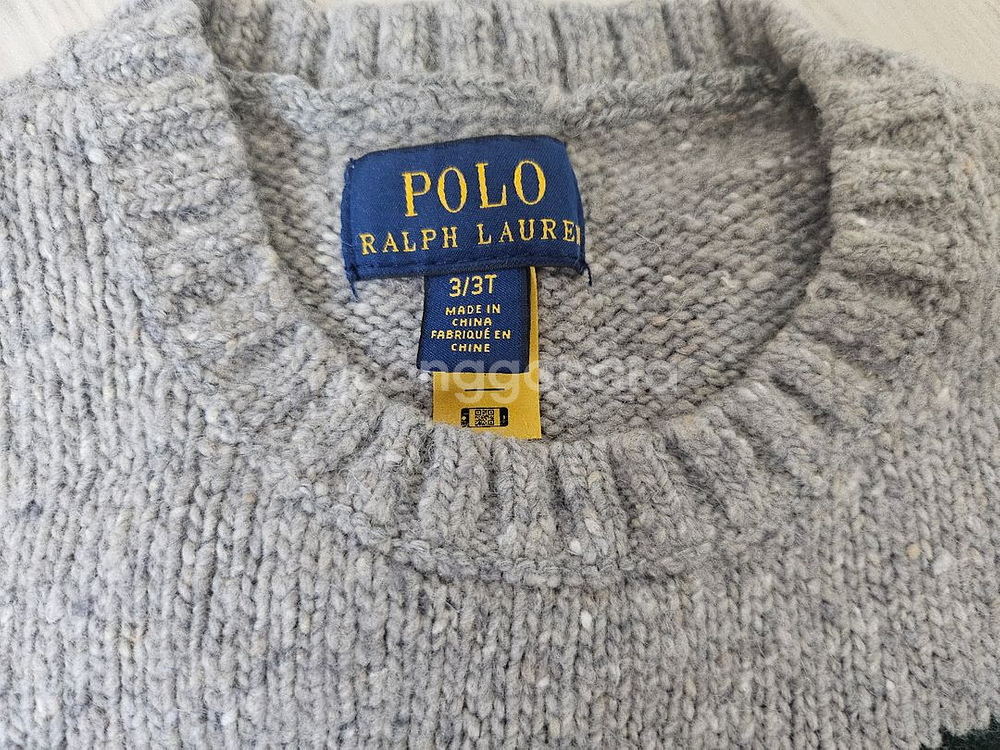 POLO
RALPH LAUREN
3/3T
MADE IN
CHINA
FABRIQUÉ EN
CHINE